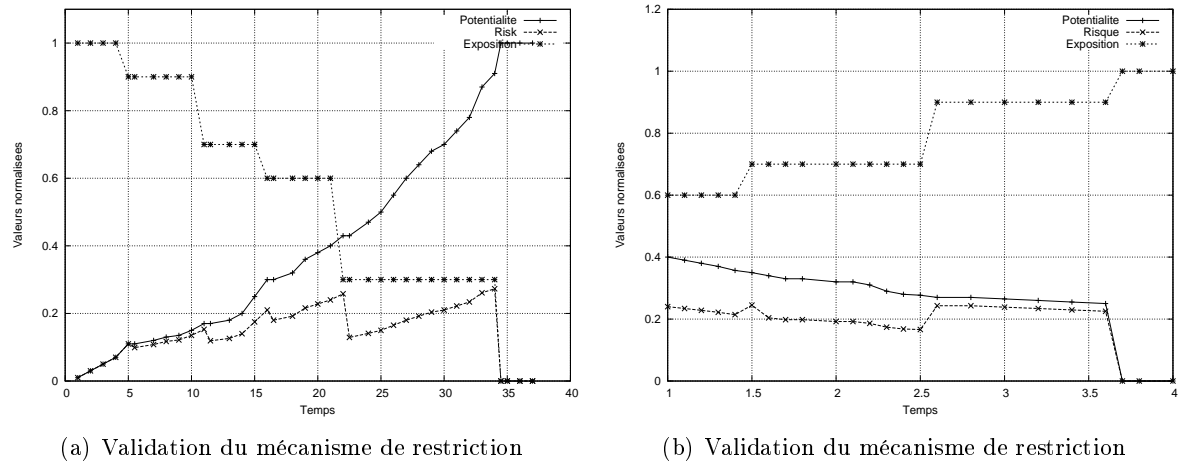 Potentialite
Risk
Exposition
Valeurs normalisees
1
0.8
0.6
0.4
0.2
0
0 5 10 15 20 25 30 35 40
Temps
(a) Validation du mécanisme de restriction
Potentialite
Risque
Exposition
Valeurs normalisees
1.2
1
0.8
0.6
0.4
0.2
0
1 1.5 2 2.5 3 3.5 4
Temps
(b) Validation du mécanisme de restriction